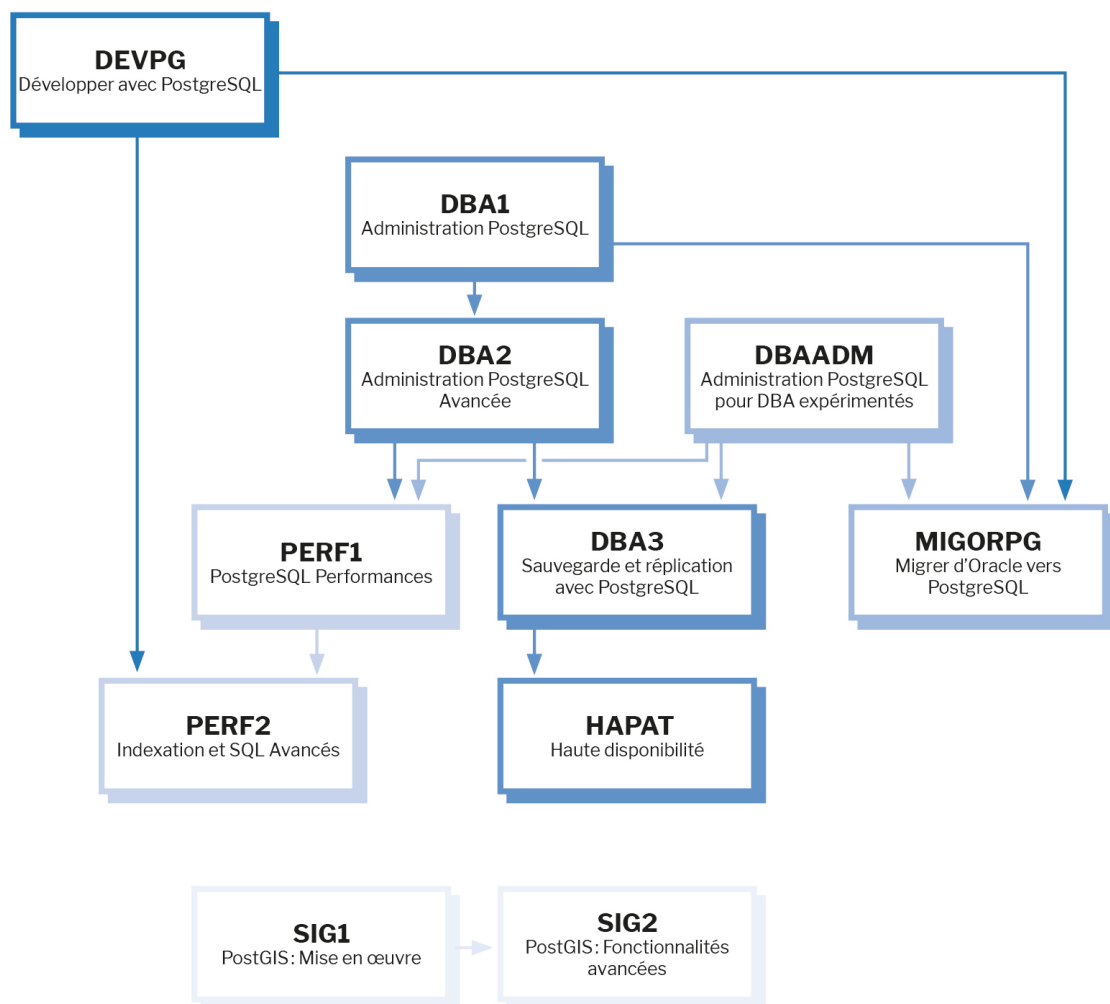 DEVPG
Développer avec PostgreSQL
DBA1
Administration PostgreSQL
DBA2
Administration PostgreSQL
Avancée
DBAADM
Administration PostgreSQL
pour DBA expérimentés
PERF1
PostgreSQL Performances
DBA3
Sauvegarde et réplication
avec PostgreSQL
MIGORPG
Migrer d'Oracle vers
PostgreSQL
PERF2
Indexation et SQL Avancés
HAPAT
Haute disponibilité
SIG1
PostGIS : Mise en œuvre
SIG2
PostGIS : Fonctionnalités
avancées